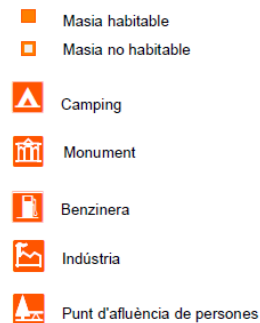 Masia habitable
Masia no habitable
Camping
Monument
Benzinera
Indústria
Punt d'afluència de persones